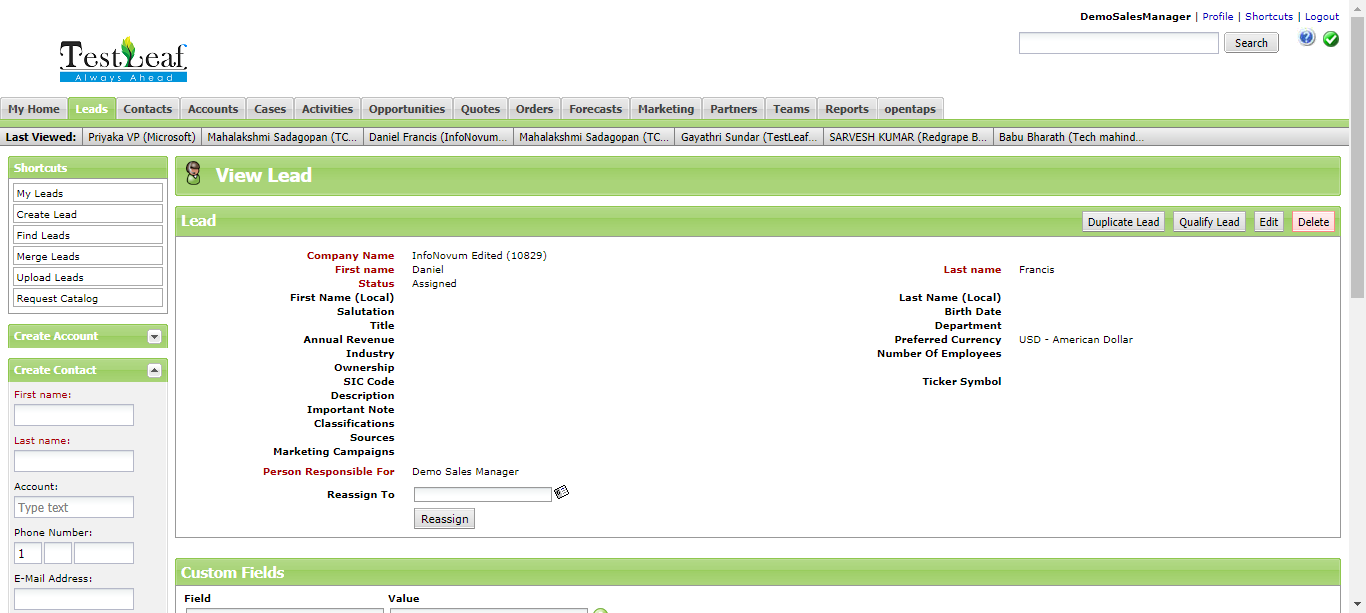 DemoSalesManager | Profile | Shortcuts | Logout
TestLeaf
Always Ahead
Search
?
My Home Leads Contacts Accounts Cases Activities Opportunities Quotes Orders Forecasts Marketing Partners Teams Reports opentaps
Last Viewed: Priyaka VP (Microsoft) Mahalakshmi Sadagopan (TC... Daniel Francis (InfoNovum... Mahalakshmi Sadagopan (TC... Gayathri Sundar (TestLeaf... SARVESH KUMAR (Redgrape B... Babu Bharath (Tech mahind...
Shortcuts
My Leads
Create Lead
Find Leads
Merge Leads
Upload Leads
Request Catalog
Create Account
Create Contact
First name:
Last name:
Account:
Type text
Phone Number:
1
E-Mail Address:
View Lead
Lead Duplicate Lead Qualify Lead Edit Delete
Company Name InfoNovum Edited (10829)
First name Daniel Last name Francis
Status Assigned
First Name (Local) Last Name (Local)
Salutation Birth Date
Title Department
Annual Revenue Preferred Currency USD - American Dollar
Industry Number Of Employees
Ownership
SIC Code Ticker Symbol
Description
Important Note
Classifications
Sources
Marketing Campaigns
Person Responsible For Demo Sales Manager
Reassign To
Reassign
Custom Fields
Field Value